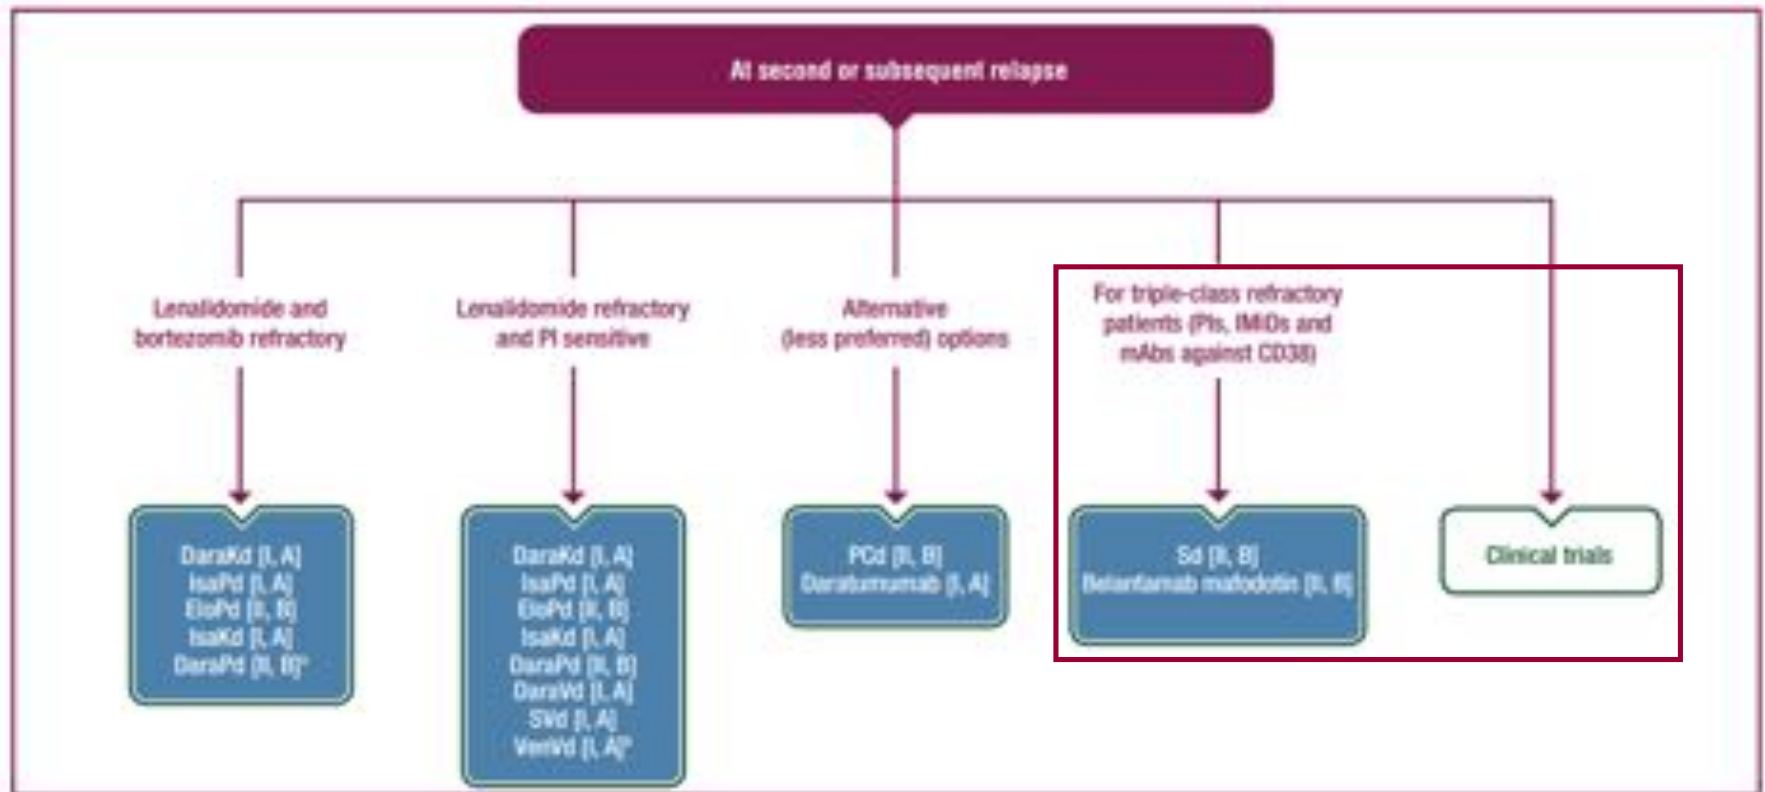 At second or subsequent relapse
Lenalidomide and
bortezomib refractory
Lenalidomide refractory
and PI sensitive
Alternative
(less preferred) options
For triple-class refractory
patients (PIs, IMiDs and
mAbs against CD38)
DaraKd [I, A]
IsaPd [I, A]
EloPd [II, B]
IsaKd [I, A]
DaraPd [II, B]ᵃ
DaraKd [I, A]
IsaPd [I, A]
EloPd [II, B]
IsaKd [I, A]
DaraPd [II, B]
DaraVd [I, A]
SVd [I, A]
VenVd [I, A]ᵇ
PCd [II, B]
Daratumumab [I, A]
Sd [II, B]
Belantamab mafodotin [II, B]
Clinical trials